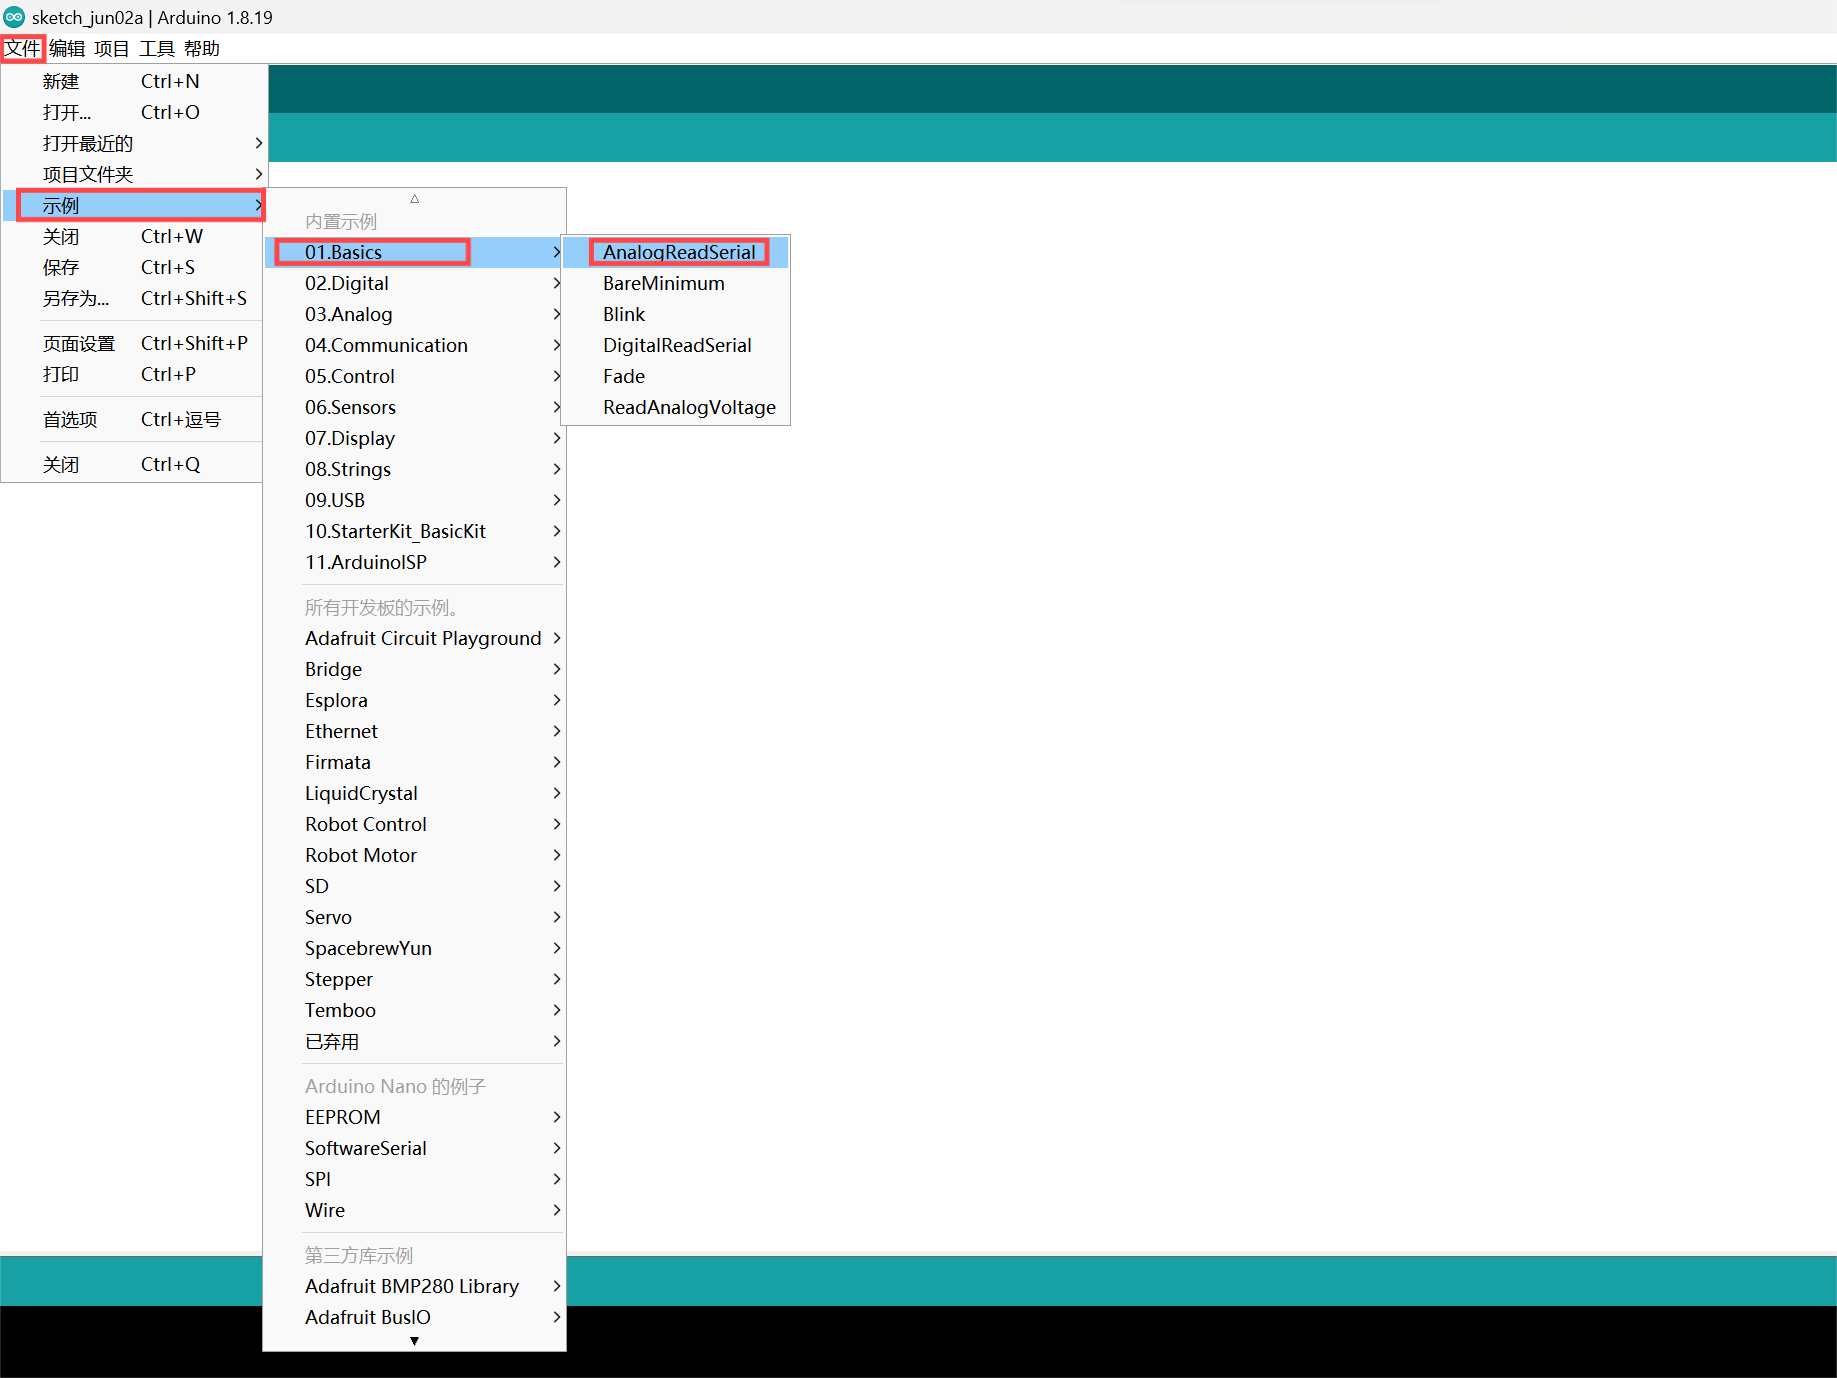 sketch_jun02a | Arduino 1.8.19
文件 编辑 项目 工具 帮助
新建 Ctrl+N
打开... Ctrl+O
打开最近的
项目文件夹
示例
关闭 Ctrl+W
保存 Ctrl+S
另存为... Ctrl+Shift+S
页面设置 Ctrl+Shift+P
打印 Ctrl+P
首选项 Ctrl+逗号
关闭 Ctrl+Q
内置示例
01.Basics
02.Digital
03.Analog
04.Communication
05.Control
06.Sensors
07.Display
08.Strings
09.USB
10.StarterKit_BasicKit
11.ArduinoISP
所有开发板的示例。
Adafruit Circuit Playground
Bridge
Esplora
Ethernet
Firmata
LiquidCrystal
Robot Control
Robot Motor
SD
Servo
SpacebrewYun
Stepper
Temboo
已弃用
Arduino Nano 的例子
EEPROM
SoftwareSerial
SPI
Wire
第三方库示例
Adafruit BMP280 Library
Adafruit BusIO
AnalogReadSerial
BareMinimum
Blink
DigitalReadSerial
Fade
ReadAnalogVoltage